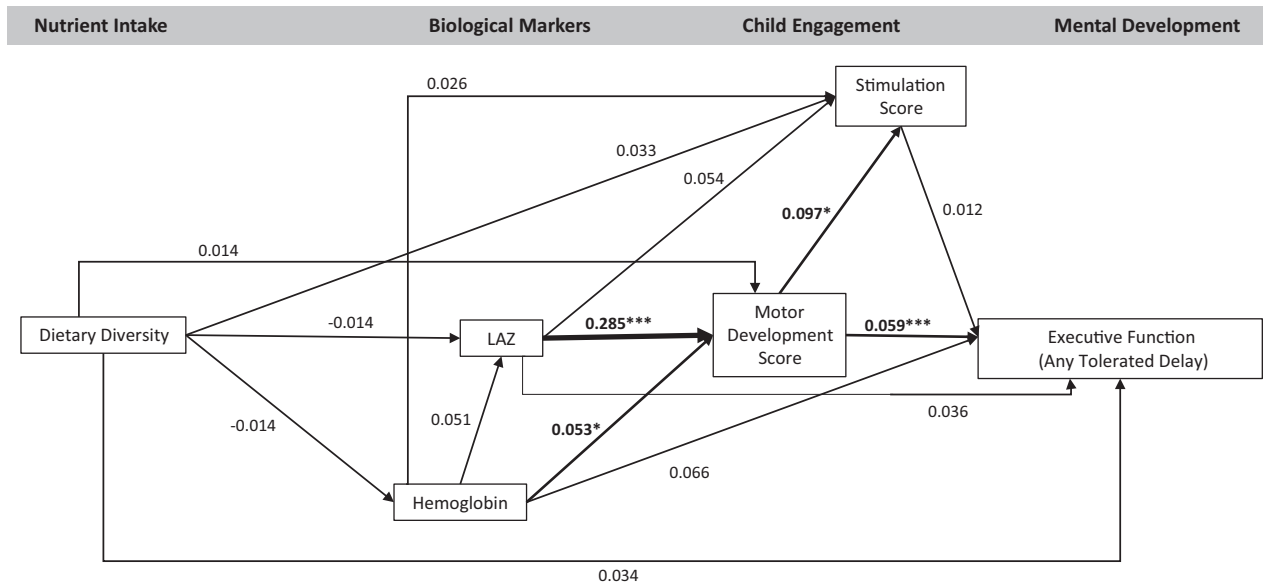 Nutrient Intake
Biological Markers
Child Engagement
Mental Development
Stimulation
Score
0.026
0.033
0.054
0.097*
0.012
0.014
Dietary Diversity
-0.014
LAZ
0.285***
Motor
Development
Score
0.059***
Executive Function
(Any Tolerated Delay)
-0.014
0.051
0.053*
0.036
0.066
Hemoglobin
0.034